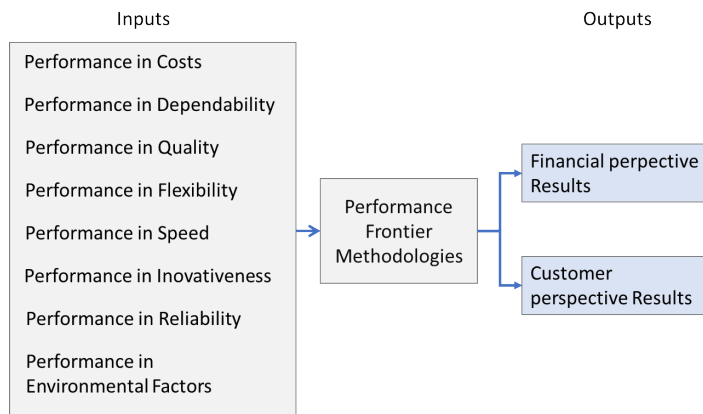 Inputs
Outputs
Performance in Costs
Performance in Dependability
Performance in Quality
Performance in Flexibility
Performance in Speed
Performance in Inovativeness
Performance in Reliability
Performance in
Environmental Factors
Performance
Frontier
Methodologies
Financial perpective
Results
Customer
perspective Results